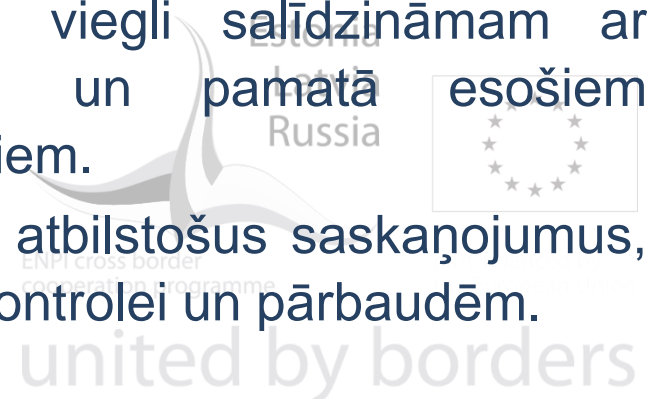 viegli salīdzināmam ar
Estonia
un pamatā esošiem
Latvia
Russia
iem.
atbilstošus saskaņojumus,
ENPI cross border
cooperation programme
ontrolei un pārbaudēm.
united by borders